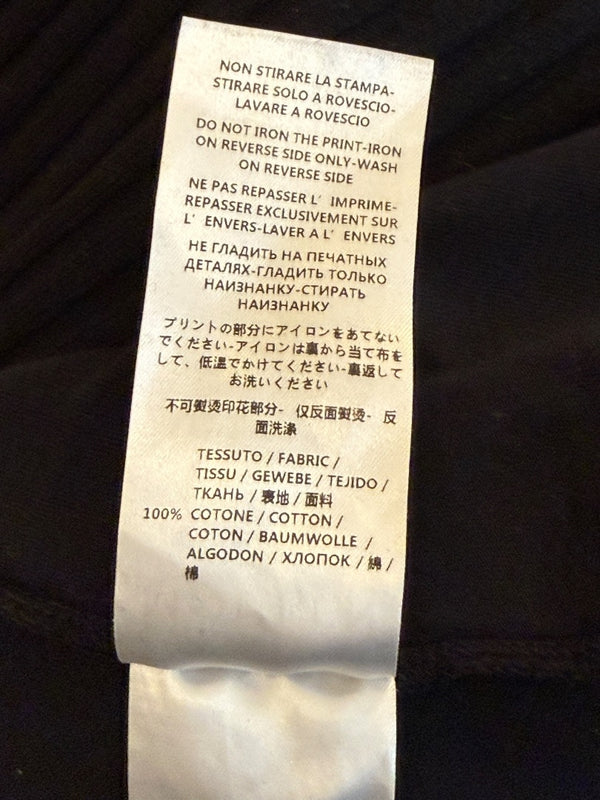 NON STIRARE LA STAMPA-
STIRARE SOLO A ROVESCIO-
LAVARE A ROVESCIO
DO NOT IRON THE PRINT-IRON
ON REVERSE SIDE ONLY-WASH
ON REVERSE SIDE
NE PAS REPASSER L' IMPRIME-
REPASSER EXCLUSIVEMENT SUR
L' ENVERS-LAVER A L' ENVERS
НЕ ГЛАДИТЬ НА ПЕЧАТНЫХ
ДЕТАЛЯХ-ГЛАДИТЬ ТОЛЬКО
НАИЗНАНКУ-СТИРАТЬ
НАИЗНАНКУ
プリントの部分にアイロンをあてない
でください-アイロンは裏から当て布を
して、低温でかけてください-裏返して
お洗いください
不可熨烫印花部分- 仅反面熨烫- 反
面洗涤
TESSUTO / FABRIC /
TISSU / GEWEBE / TEJIDO /
ТКАНЬ / 表地 / 面料
100% COTONE / COTTON /
COTON / BAUMWOLLE /
ALGODON / ХЛОПОК / 綿 /
棉